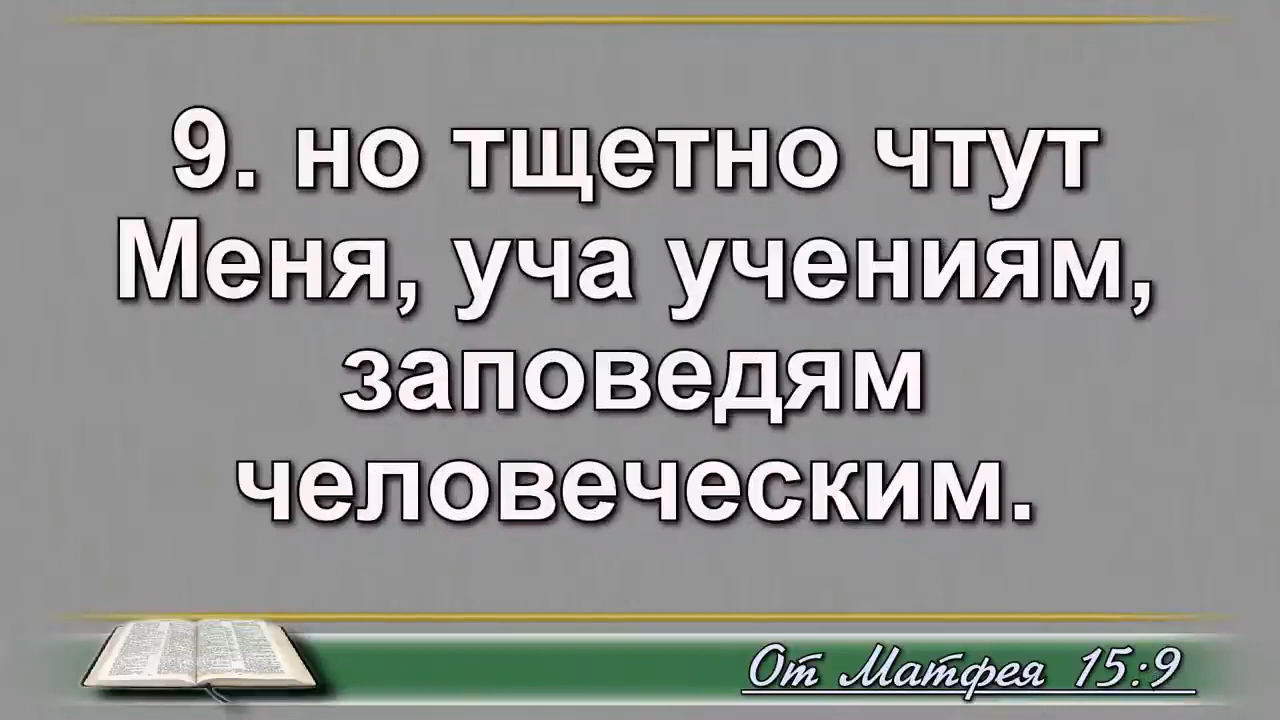 9. но тщетно чтут
Меня, уча учениям,
заповедям
человеческим.
От Матфея 15:9